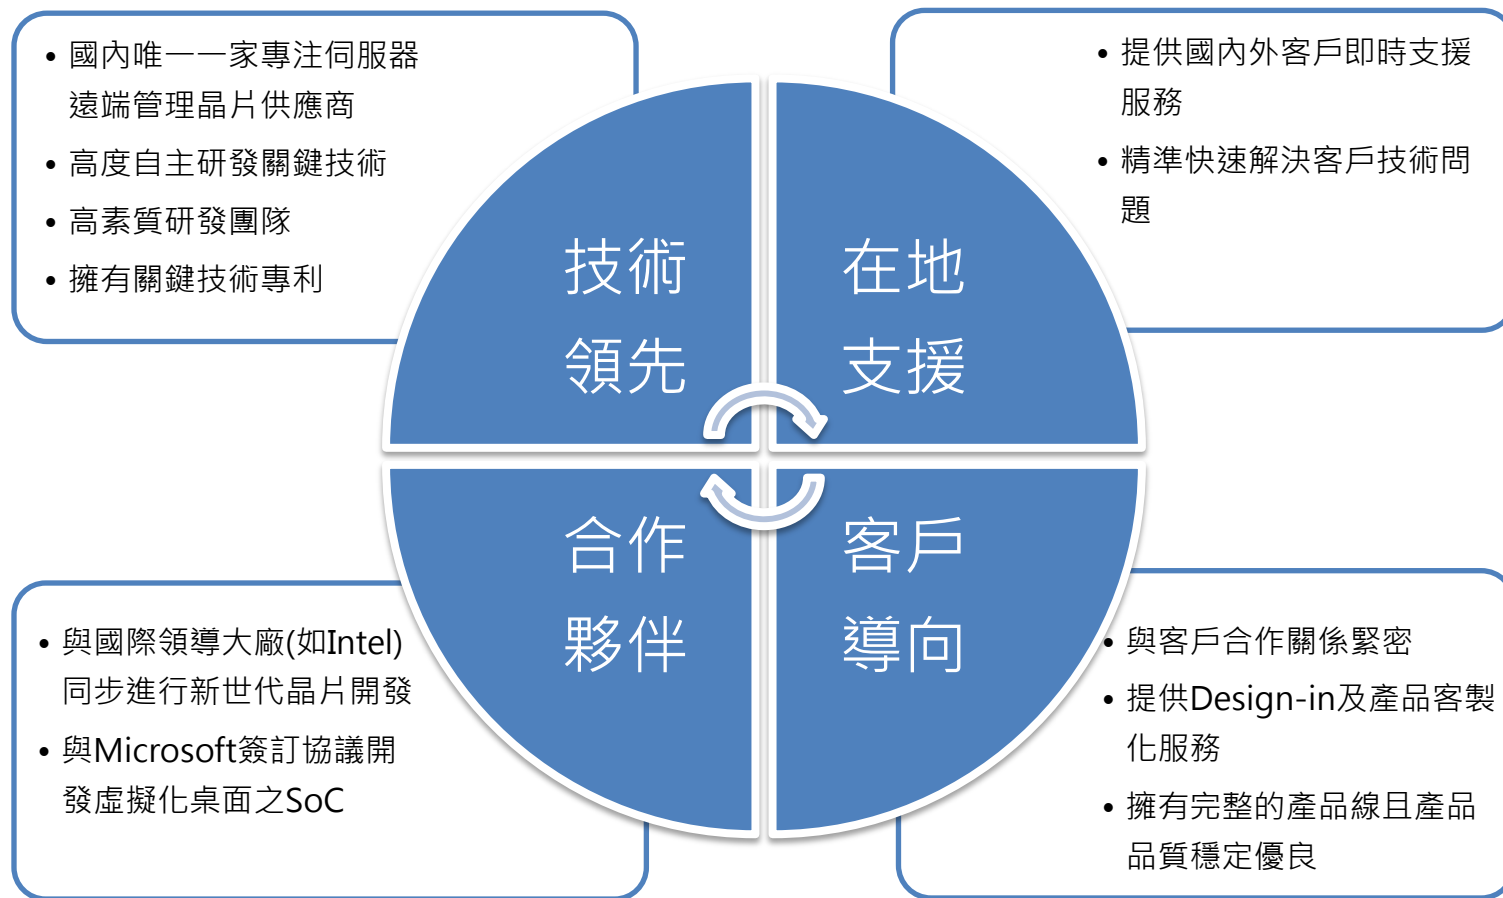 • 國內唯一一家專注伺服器
遠端管理晶片供應商
• 高度自主研發關鍵技術
• 高素質研發團隊
• 擁有關鍵技術專利
• 提供國內外客戶即時支援
服務
• 精準快速解決客戶技術問
題
技術
領先
在地
支援
合作
夥伴
客戶
導向
• 與國際領導大廠(如Intel)
同步進行新世代晶片開發
• 與Microsoft簽訂協議開
發虛擬化桌面之SoC
• 與客戶合作關係緊密
• 提供Design-in及產品客製
化服務
• 擁有完整的產品線且產品
品質穩定優良